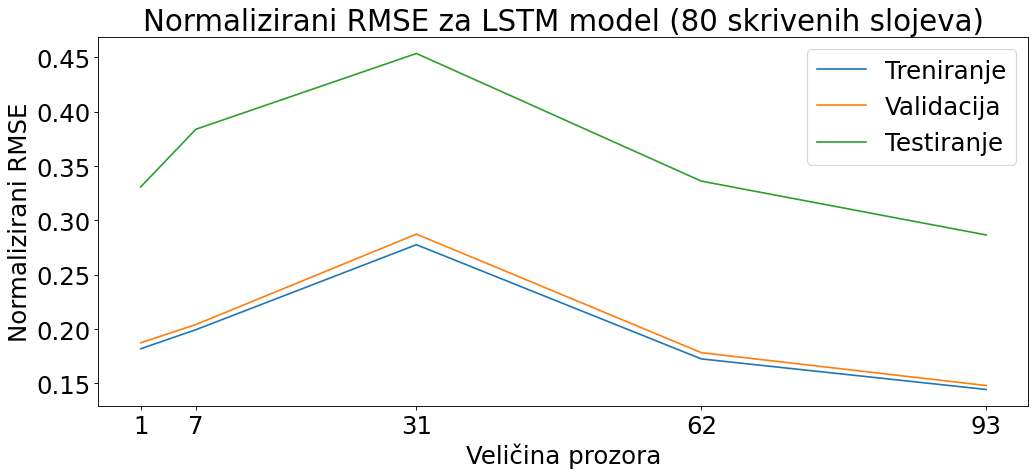 Normalizirani RMSE za LSTM model (80 skrivenih slojeva)
Normalizirani RMSE
0.45
0.40
0.35
0.30
0.25
0.20
0.15
Treniranje
Validacija
Testiranje
1 7 31 62 93
Veličina prozora